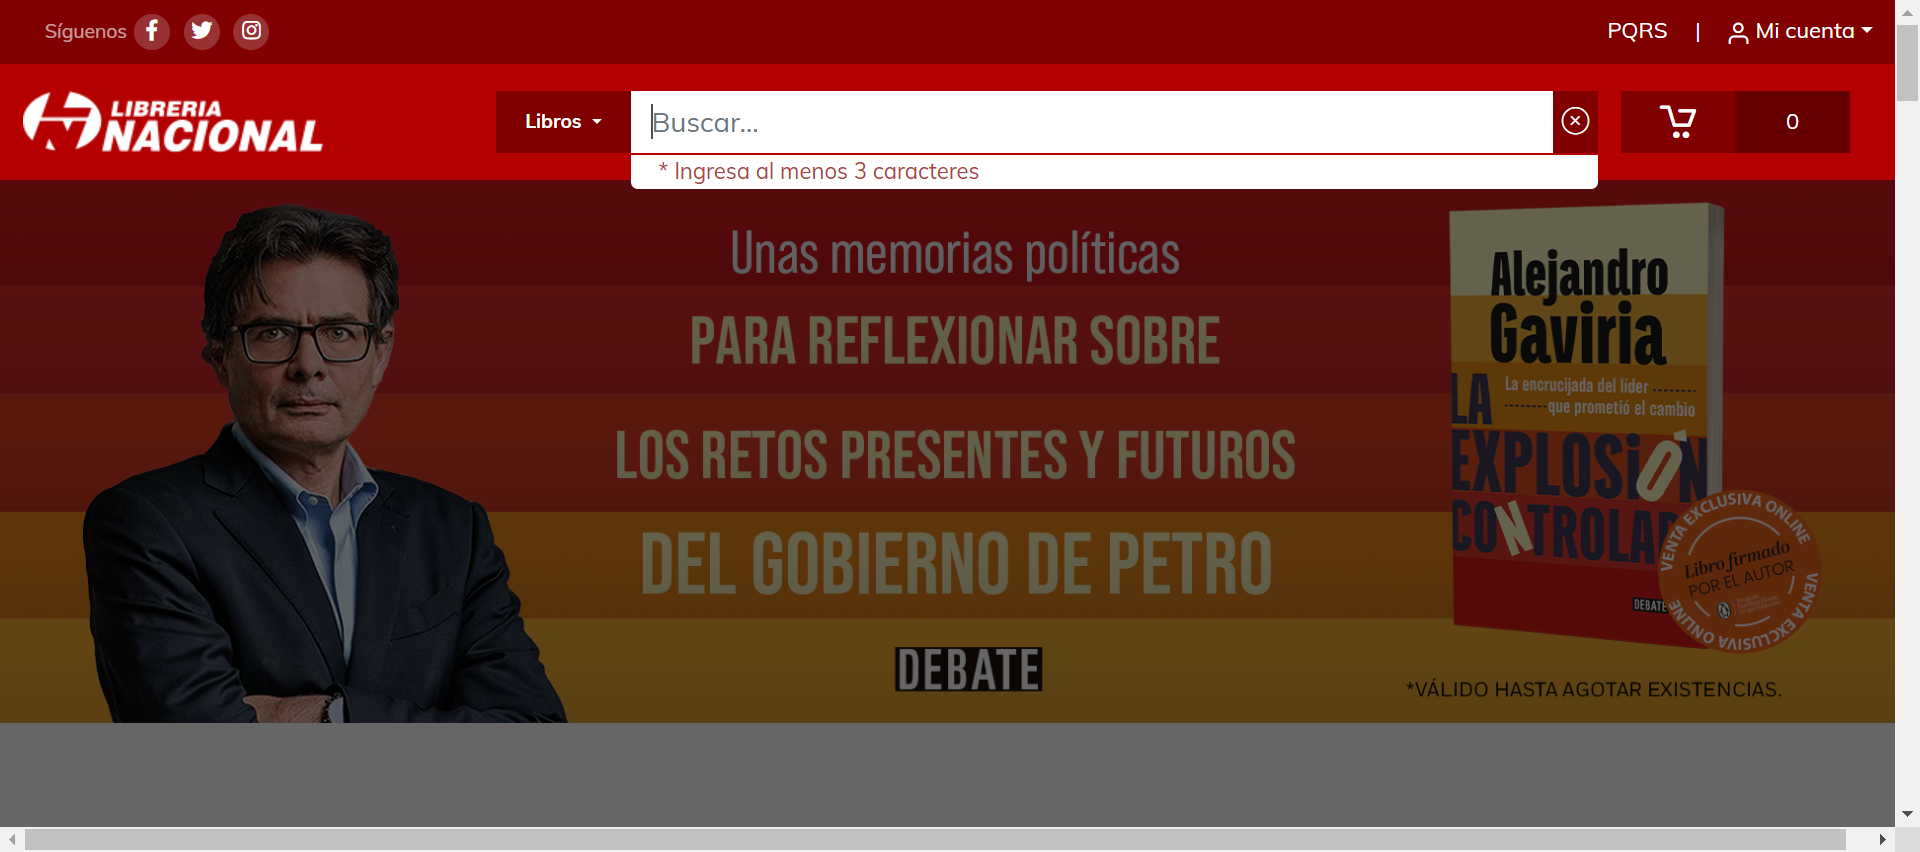 Síguenos
PQRS | Mi cuenta
LIBRERIA
NACIONAL
Libros
Buscar...
0
* Ingresa al menos 3 caracteres
Unas memorias políticas
PARA REFLEXIONAR SOBRE
LOS RETOS PRESENTES Y FUTUROS
DEL GOBIERNO DE PETRO
DEBATE
Alejandro
Gaviria
La encrucijada del líder
que prometió el cambio
LA
EXPLOSIÓN
CONTROLAD
DEBATE
VENTA EXCLUSIVA ONLINE
Libro firmado
POR EL AUTOR
VENTA EXCLUSIVA ONLINE
*VÁLIDO HASTA AGOTAR EXISTENCIAS.